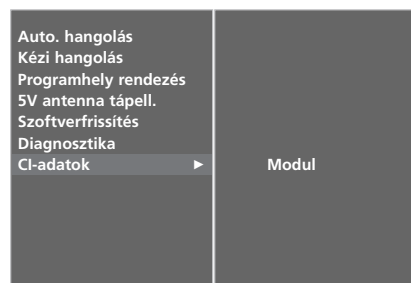 Auto. hangolás
Kézi hangolás
Programhely rendezés
5V antenna tápell.
Szoftverfrissítés
Diagnosztika
CI-adatok ► Modul